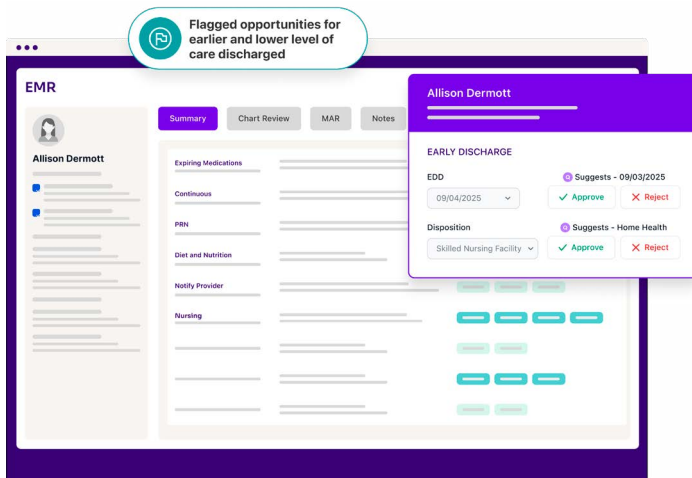 Flagged opportunities for
earlier and lower level of
care discharged
EMR
Allison Dermott
Summary
Chart Review
MAR
Notes
Expiring Medications
Continuous
PRN
Diet and Nutrition
Notify Provider
Nursing
Allison Dermott
EARLY DISCHARGE
EDD
Suggests - 09/03/2025
09/04/2025
Approve
Reject
Disposition
Suggests - Home Health
Skilled Nursing Facility
Approve
Reject